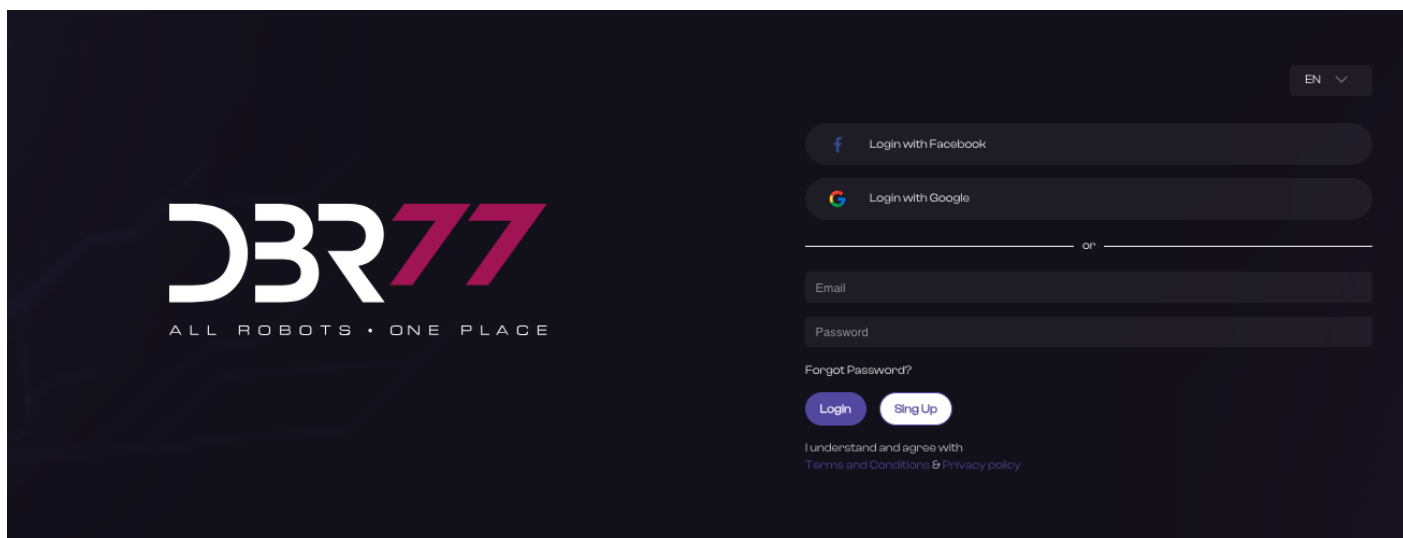 DBR77
ALL ROBOTS • ONE PLACE
EN
Login with Facebook
Login with Google
or
Email
Password
Forgot Password?
Login
Sing Up
I understand and agree with
Terms and Conditions & Privacy policy